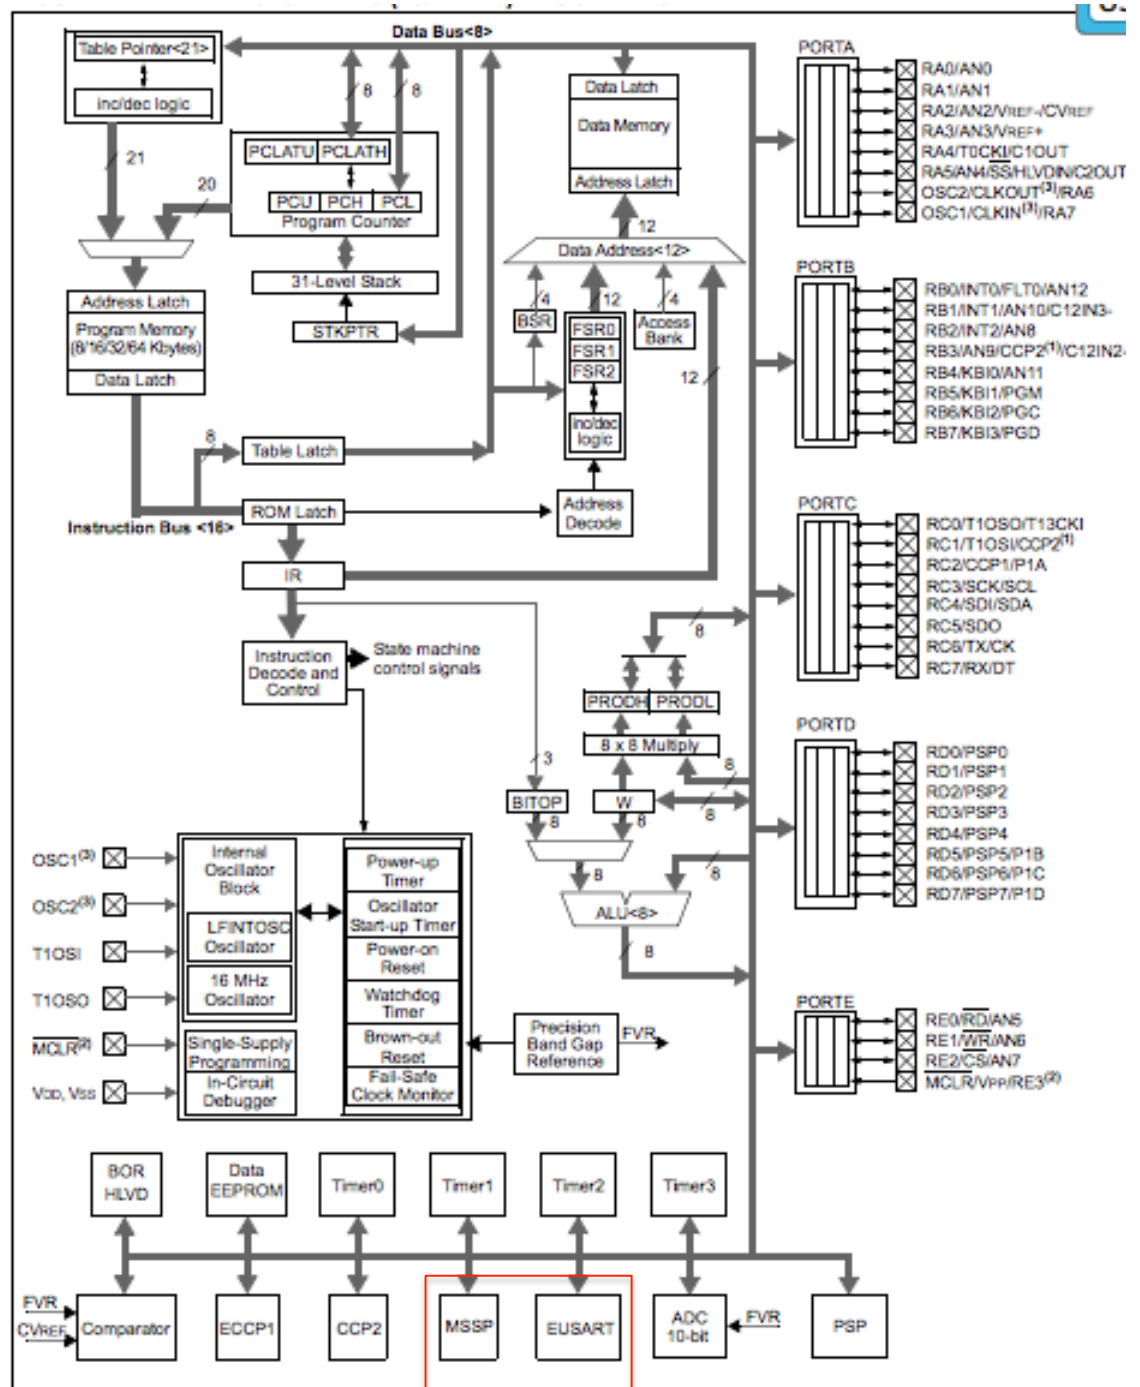 Data Bus<8>
Table Pointer<21>
inc/dec logic
21
20
8
8
8
PCLATU
PCLATH
PCU
PCH
PCL
Program Counter
31-Level Stack
STKPTR
Address Latch
Program Memory
(8/16/32/64 Kbytes)
Data Latch
8
Table Latch
Instruction Bus <16>
ROM Latch
IR
Instruction
Decode and
Control
State machine
control signals
Data Latch
Data Memory
Address Latch
12
Data Address<12>
4
12
4
BSR
FSR0
FSR1
FSR2
inc/dec
logic
Access
Bank
12
Address
Decode
8
PRODH
PRODL
8 x 8 Multiply
3
8
BITOP
W
8
8
8
8
8
ALU<8>
8
OSC1(3)
OSC2(3)
T1OSI
T1OSO
MCLR(2)
VDD, VSS
Internal
Oscillator
Block
LFINTOSC
Oscillator
16 MHz
Oscillator
Single-Supply
Programming
In-Circuit
Debugger
Power-up
Timer
Oscillator
Start-up Timer
Power-on
Reset
Watchdog
Timer
Brown-out
Reset
Fail-Safe
Clock Monitor
Precision
Band Gap
Reference
FVR
PORTA
RA0/AN0
RA1/AN1
RA2/AN2/VREF-/CVREF
RA3/AN3/VREF+
RA4/T0CKI/C1OUT
RA5/AN4/SS/HLVDIN/C2OUT
OSC2/CLKOUT(3)/RA6
OSC1/CLKIN(3)/RA7
PORTB
RB0/INT0/FLT0/AN12
RB1/INT1/AN10/C12IN3-
RB2/INT2/AN8
RB3/AN9/CCP2(1)/C12IN2-
RB4/KBI0/AN11
RB5/KBI1/PGM
RB6/KBI2/PGC
RB7/KBI3/PGD
PORTC
RC0/T1OSO/T13CKI
RC1/T1OSI/CCP2(1)
RC2/CCP1/P1A
RC3/SCK/SCL
RC4/SDI/SDA
RC5/SDO
RC6/TX/CK
RC7/RX/DT
PORTD
RD0/PSP0
RD1/PSP1
RD2/PSP2
RD3/PSP3
RD4/PSP4
RD5/PSP5/P1B
RD6/PSP6/P1C
RD7/PSP7/P1D
PORTE
RE0/RD/AN5
RE1/WR/AN6
RE2/CS/AN7
MCLR/VPP/RE3(2)
BOR
HLVD
Data
EEPROM
Timer0
Timer1
Timer2
Timer3
FVR
CVREF
Comparator
ECCP1
CCP2
MSSP
EUSART
ADC
10-bit
FVR
PSP